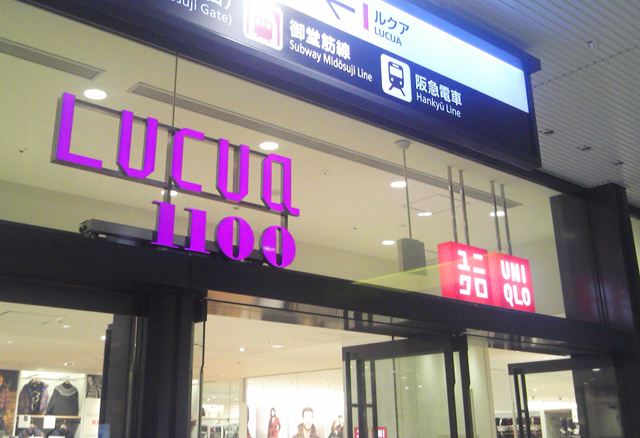 suji Gate)
御堂筋線
Subway Midōsuji Line
ルクア
LUCUA
阪急電車
Hankyū Line
LUCUA
1100
ユニ
クロ
UNI
QLO